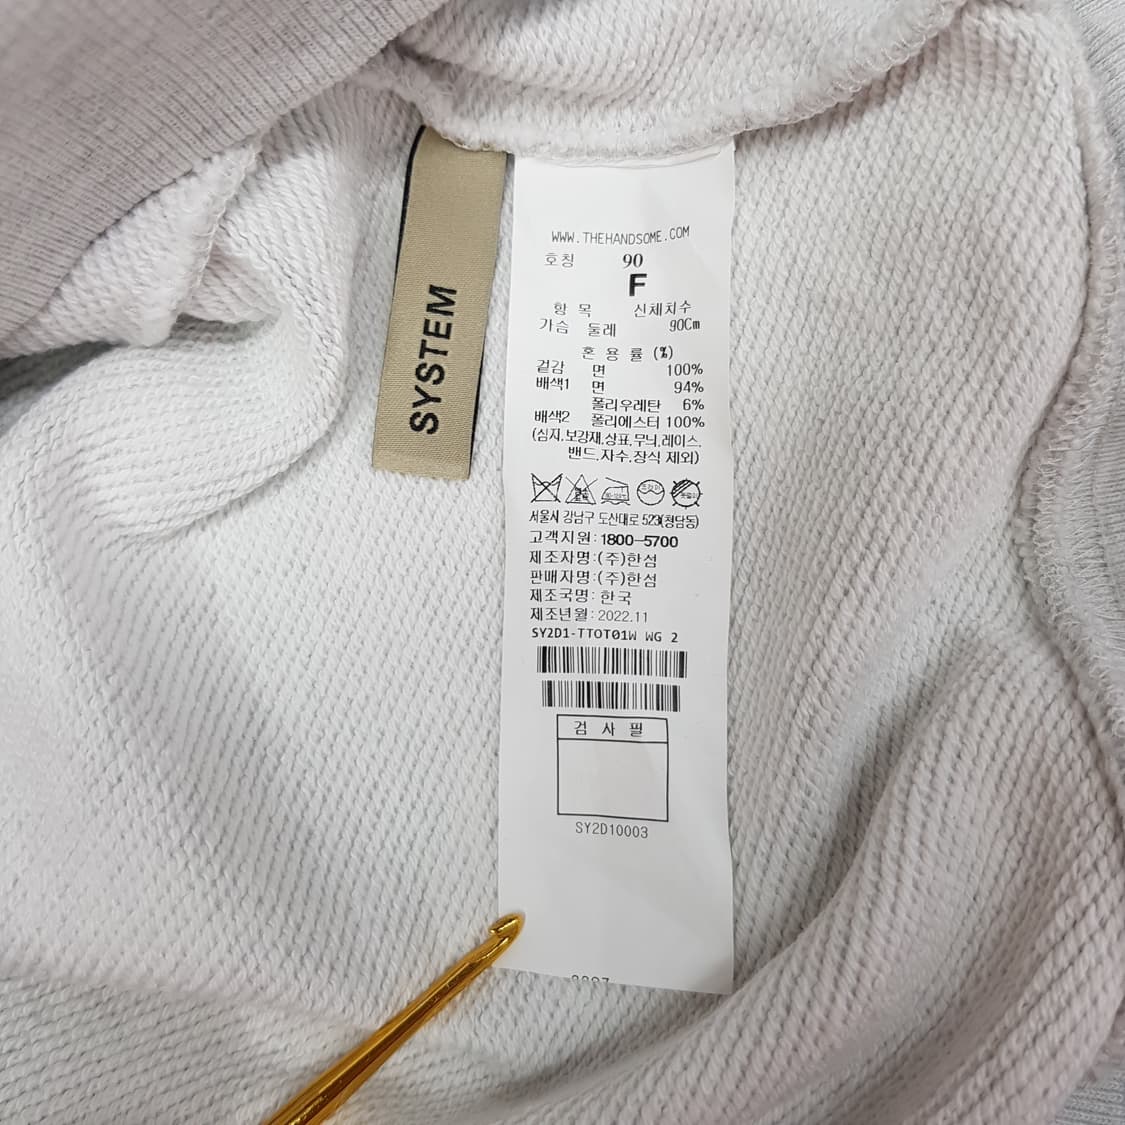 SYSTEM
WWW.THEHANDSOME.COM
호칭 90
F
항 목 신체치수
가슴 둘레 90Cm
혼 용 률 (%)
겉감 면 100%
배색1 면 94%
폴리우레탄 6%
배색2 폴리에스터 100%
(심지,보강재,상표,무늬,레이스,
밴드,자수,장식 제외)
서울시 강남구 도산대로 523(청담동)
고객지원:1800-5700
제조자명:(주)한섬
판매자명:(주)한섬
제조국명:한국
제조년월:2022.11
SY2D1-TTOT01W WG 2
검 사 필
SY2D10003